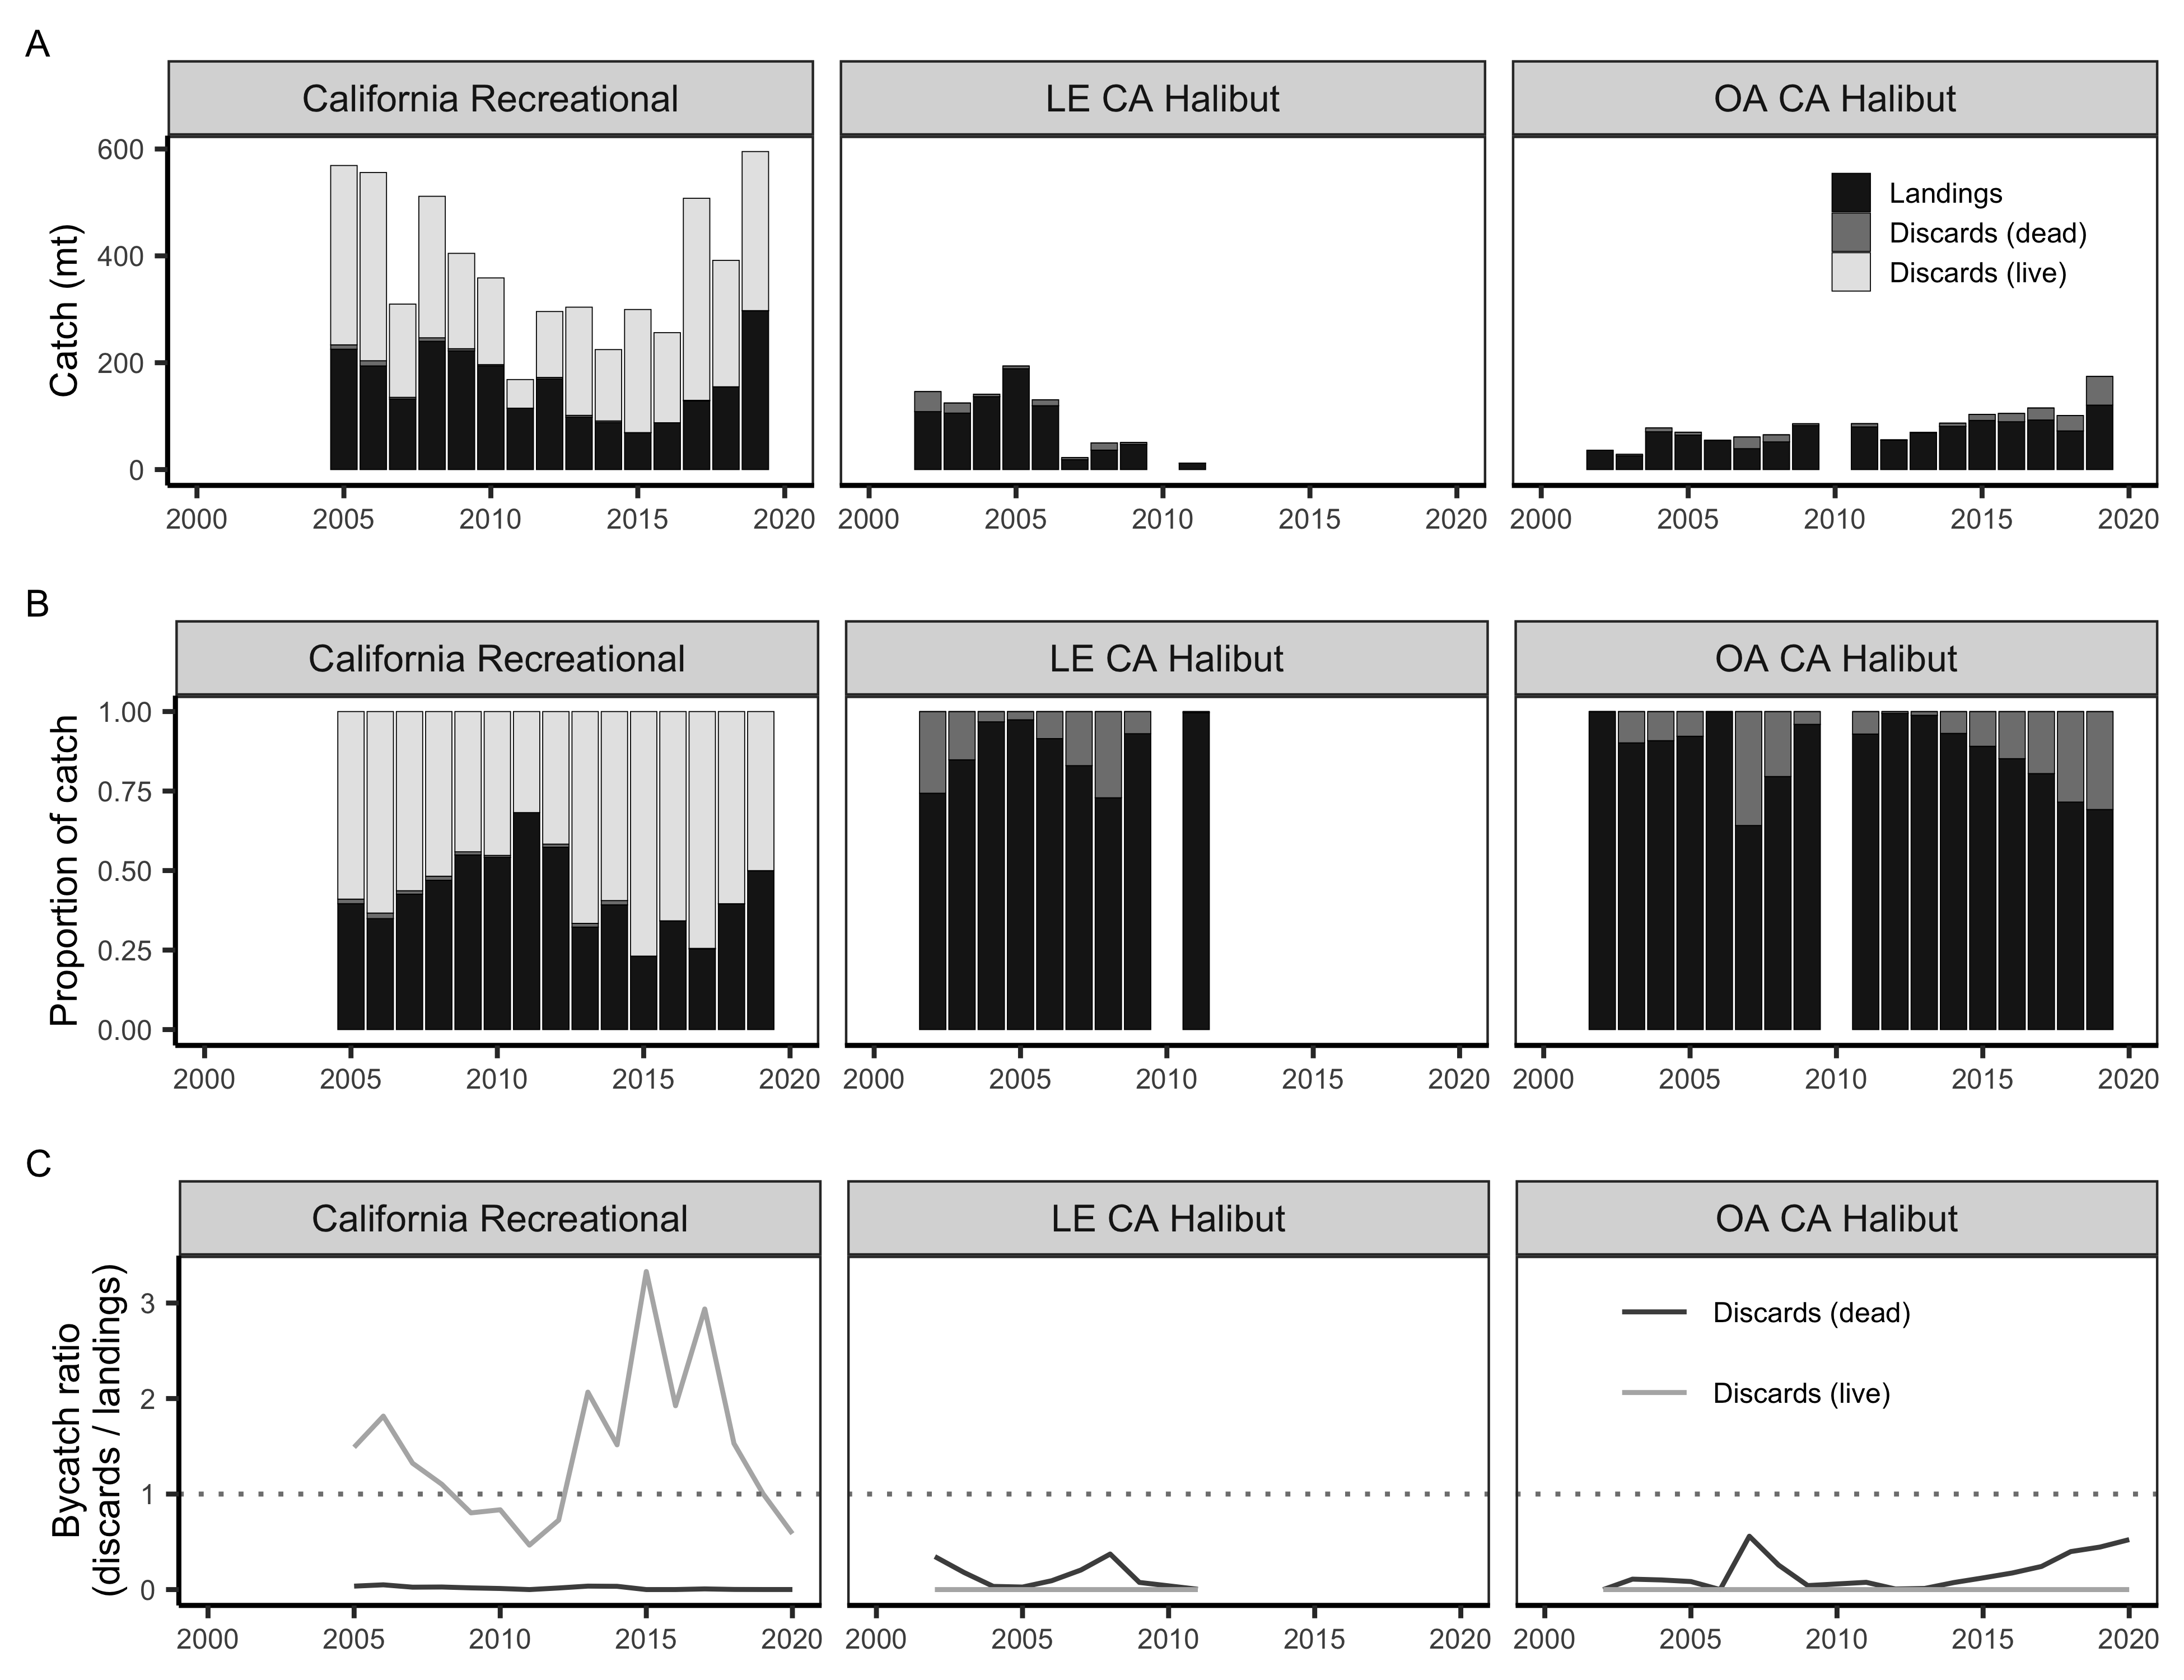 A
California Recreational
LE CA Halibut
OA CA Halibut
Catch (mt)
600
400
200
0
Landings
Discards (dead)
Discards (live)
2000 2005 2010 2015 2020
2000 2005 2010 2015 2020
2000 2005 2010 2015 2020
B
California Recreational
LE CA Halibut
OA CA Halibut
Proportion of catch
1.00
0.75
0.50
0.25
0.00
2000 2005 2010 2015 2020
2000 2005 2010 2015 2020
2000 2005 2010 2015 2020
C
California Recreational
LE CA Halibut
OA CA Halibut
Bycatch ratio
(discards / landings)
3
2
1
0
Discards (dead)
Discards (live)
2000 2005 2010 2015 2020
2000 2005 2010 2015 2020
2000 2005 2010 2015 2020